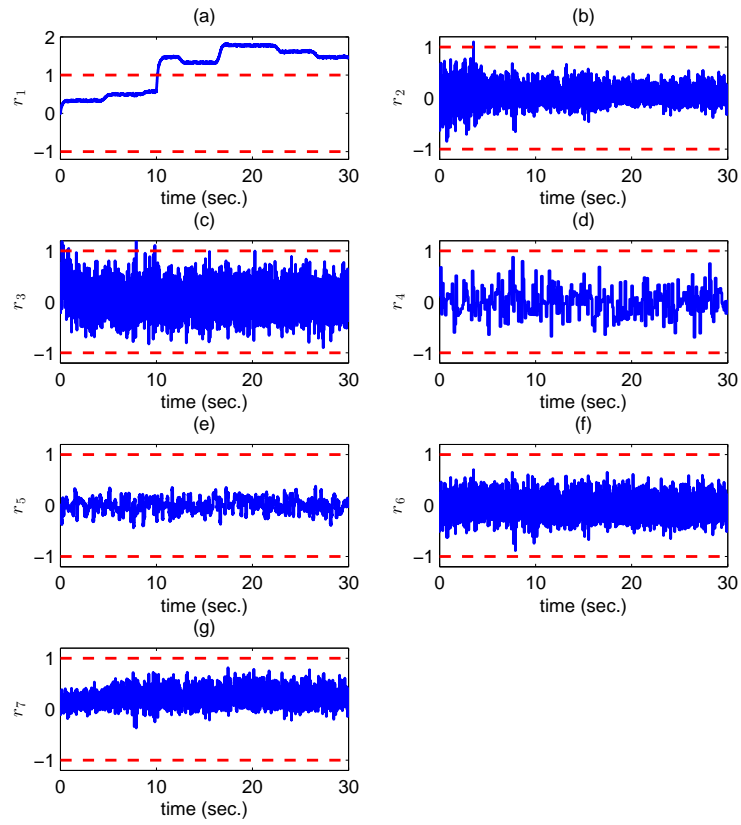 (a)
2
1
0
−1
r1
0 10 20 30
time (sec.)
(b)
1
0
−1
r2
0 10 20 30
time (sec.)
(c)
1
0
−1
r3
0 10 20 30
time (sec.)
(d)
1
0
−1
r4
0 10 20 30
time (sec.)
(e)
1
0
−1
r5
0 10 20 30
time (sec.)
(f)
1
0
−1
r6
0 10 20 30
time (sec.)
(g)
1
0
−1
r7
0 10 20 30
time (sec.)